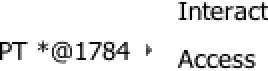 Interact
PT *@1784
Access